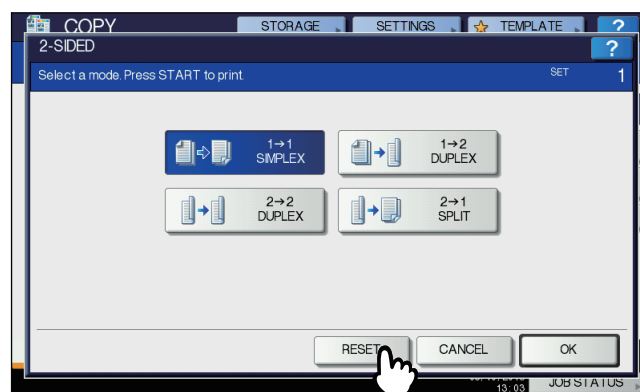 COPY STORAGE SETTINGS TEMPLATE ?
2-SIDED ?
Select a mode. Press START to print. SET 1
1→1 SIMPLEX
1→2 DUPLEX
2→2 DUPLEX
2→1 SPLIT
RESET CANCEL OK
13:03 JOB STATUS